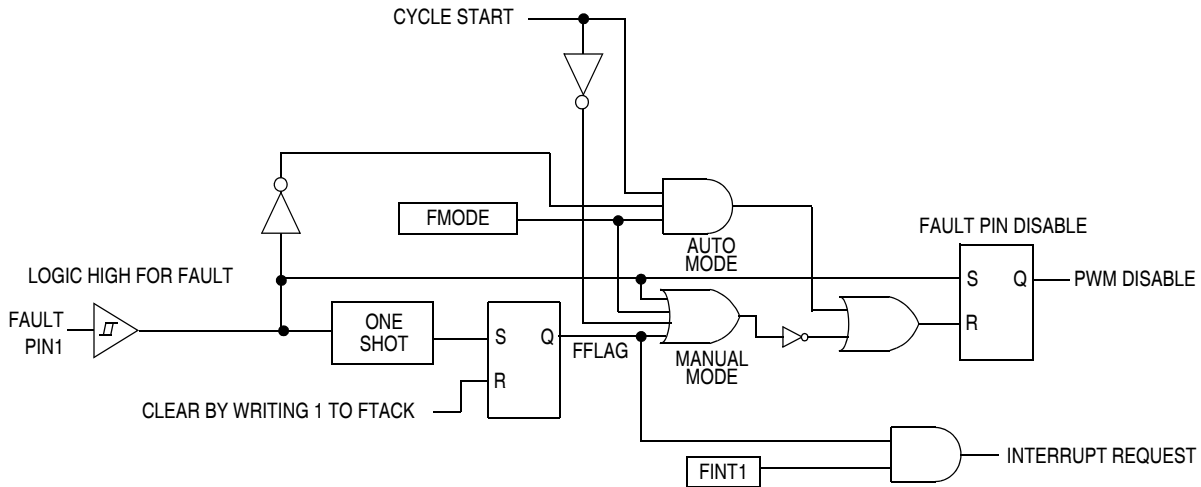 CYCLE START
FMODE
AUTO
MODE
FAULT PIN DISABLE
LOGIC HIGH FOR FAULT
S
Q
PWM DISABLE
R
FAULT
PIN1
ONE
SHOT
S
Q
FFLAG
R
MANUAL
MODE
CLEAR BY WRITING 1 TO FTACK
INTERRUPT REQUEST
FINT1